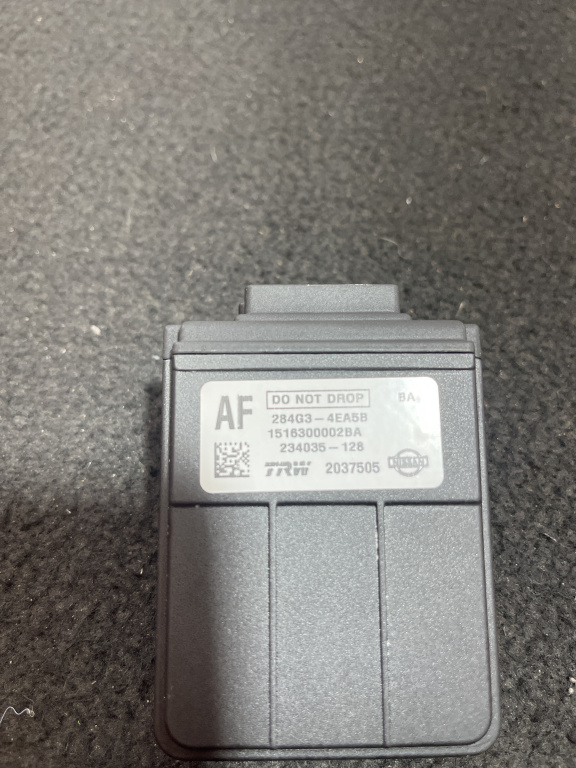 AF
DO NOT DROP
BA
284G3-4EA5B
1516300002BA
234035-128
TRW 2037505 NISSAN